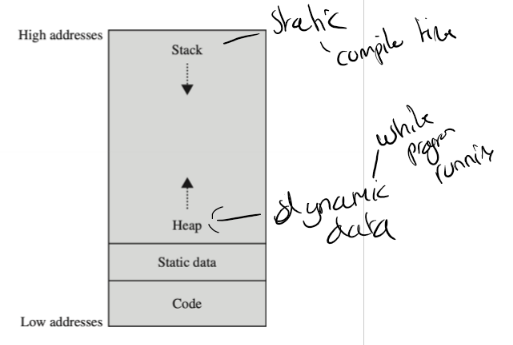 High addresses
Stack
static
compile time
while
program
running
dynamic
data
Heap
Static data
Code
Low addresses